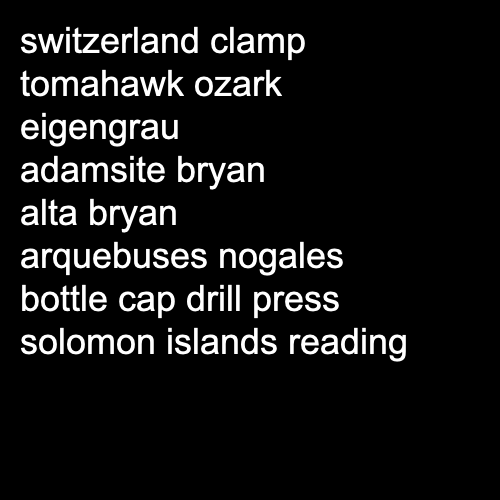 switzerland clamp
tomahawk ozark
eigengrau
adamsite bryan
alta bryan
arquebuses nogales
bottle cap drill press
solomon islands reading